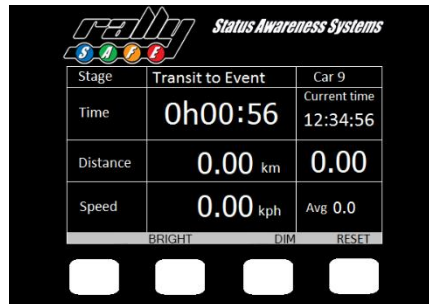 rally
SAFE
Status Awareness Systems
Stage Transit to Event Car 9
Time 0h00:56 Current time
12:34:56
Distance 0.00 km 0.00
Speed 0.00 kph Avg 0.0
BRIGHT DIM RESET